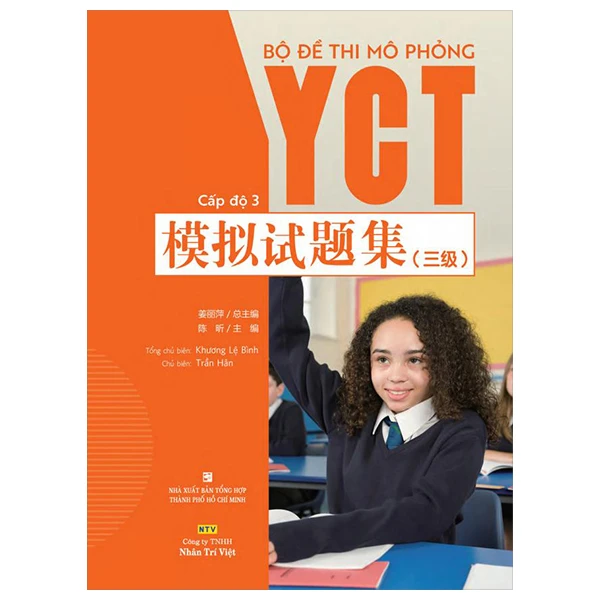 BỘ ĐỀ THI MÔ PHỎNG
YCT
Cấp độ 3
模拟试题集（三级）
姜丽萍/总主编
陈 昕/主 编
Tổng chủ biên: Khương Lệ Bình
Chủ biên: Trần Hân
NHÀ XUẤT BẢN TỔNG HỢP
THÀNH PHỐ HỒ CHÍ MINH
NTV
Công ty TNHH
Nhân Trí Việt